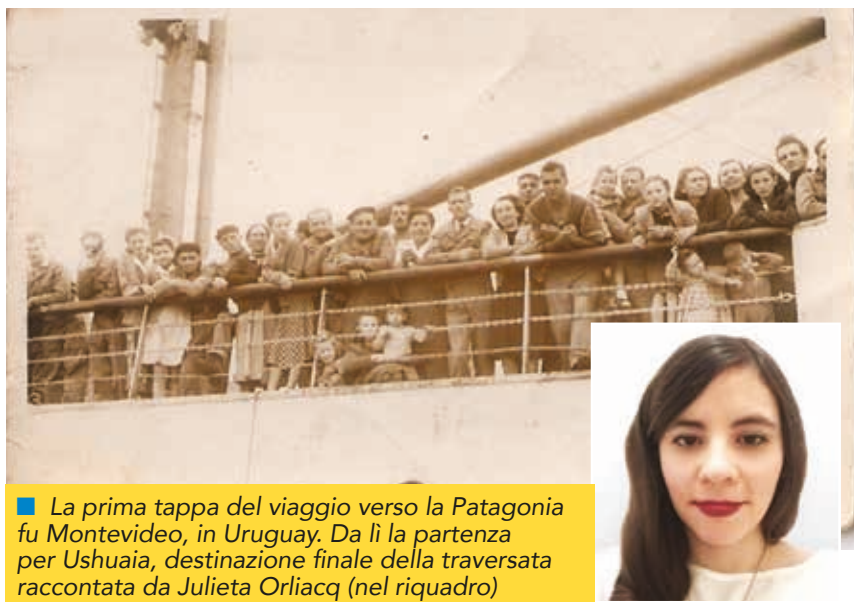 La prima tappa del viaggio verso la Patagonia
fu Montevideo, in Uruguay. Da lì la partenza
per Ushuaia, destinazione finale della traversata
raccontata da Julieta Orliacq (nel riquadro)